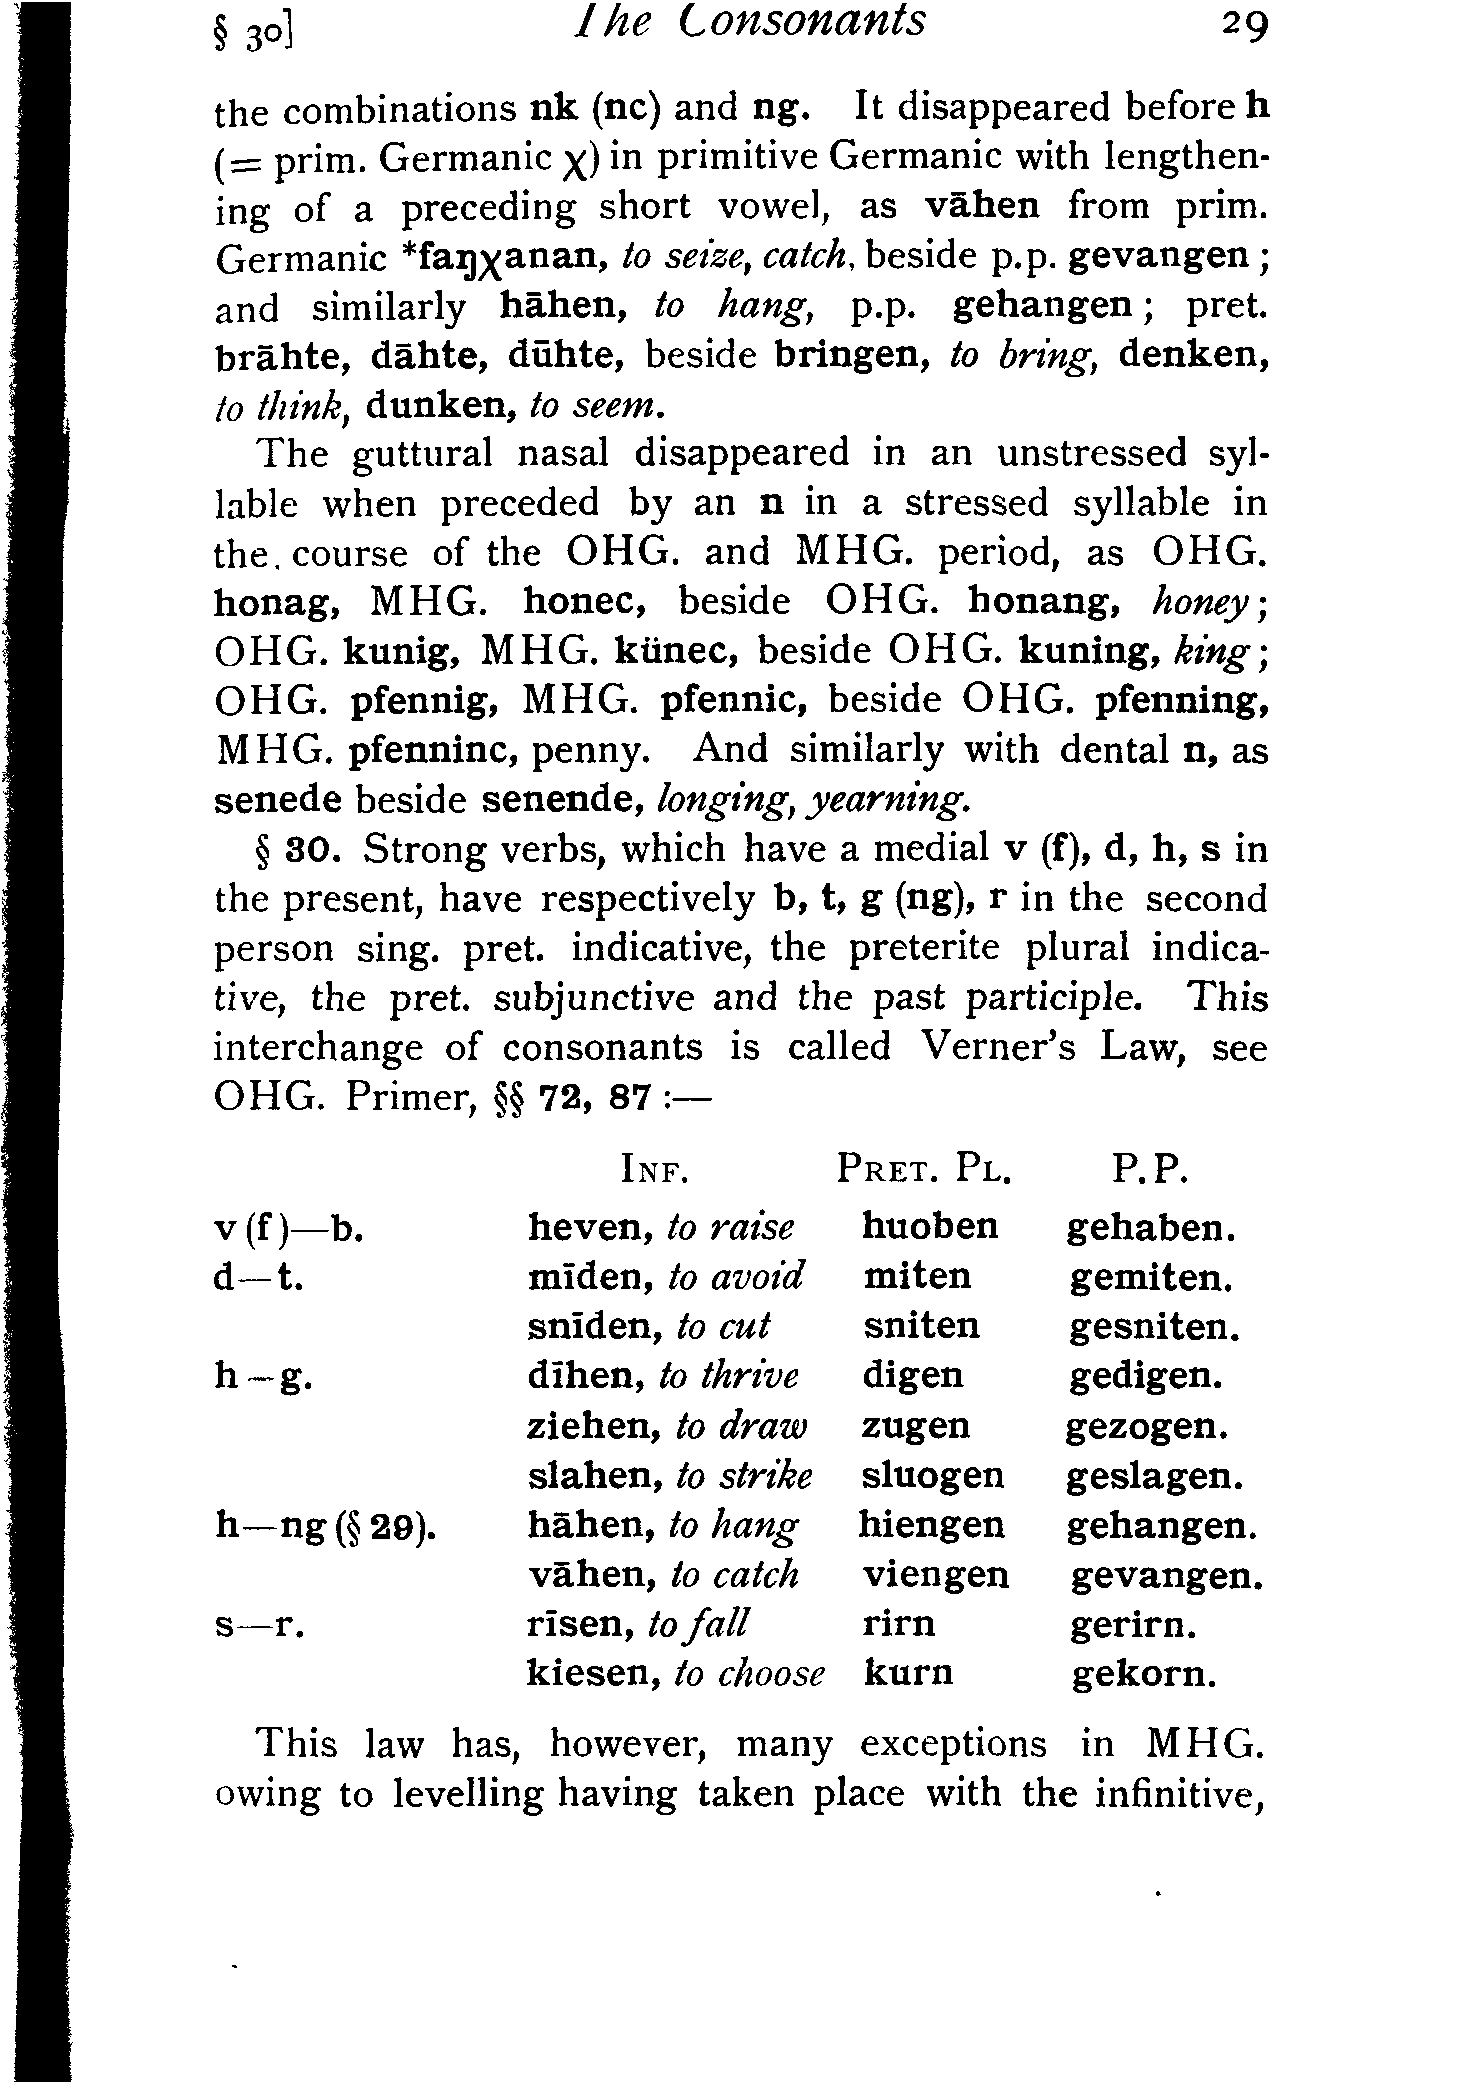 § 30] The Consonants 29
the combinations nk (nc) and ng. It disappeared before h
(= prim. Germanic χ) in primitive Germanic with lengthen-
ing of a preceding short vowel, as vāhen from prim.
Germanic *faŋχanan, to seize, catch, beside p.p. gevangen;
and similarly hāhen, to hang, p.p. gehangen; pret.
brāhte, dāhte, dūhte, beside bringen, to bring, denken,
to think, dunken, to seem.
The guttural nasal disappeared in an unstressed syl-
lable when preceded by an n in a stressed syllable in
the course of the OHG. and MHG. period, as OHG.
honag, MHG. honec, beside OHG. honang, honey;
OHG. kunig, MHG. künec, beside OHG. kuning, king;
OHG. pfennig, MHG. pfennic, beside OHG. pfenning,
MHG. pfenninc, penny. And similarly with dental n, as
senede beside senende, longing, yearning.
§ 30. Strong verbs, which have a medial v (f), d, h, s in
the present, have respectively b, t, g (ng), r in the second
person sing. pret. indicative, the preterite plural indica-
tive, the pret. subjunctive and the past participle. This
interchange of consonants is called Verner's Law, see
OHG. Primer, §§ 72, 87 :—
INF. PRET. PL. P.P.
v (f)—b. heven, to raise huoben gehaben.
d—t. mīden, to avoid miten gemiten.
snīden, to cut sniten gesniten.
h—g. dīhen, to thrive digen gedigen.
ziehen, to draw zugen gezogen.
slahen, to strike sluogen geslagen.
h—ng (§ 29). hāhen, to hang hiengen gehangen.
vāhen, to catch viengen gevangen.
s—r. rīsen, to fall rirn gerirn.
kiesen, to choose kurn gekorn.
This law has, however, many exceptions in MHG.
owing to levelling having taken place with the infinitive,